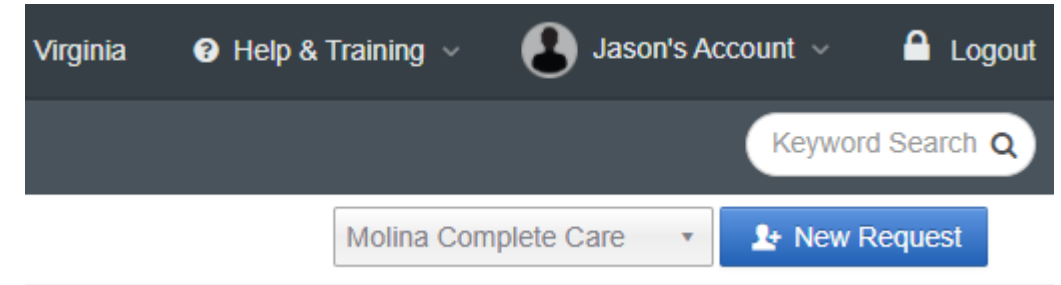 Virginia Help & Training Jason's Account Logout
Keyword Search
Molina Complete Care New Request